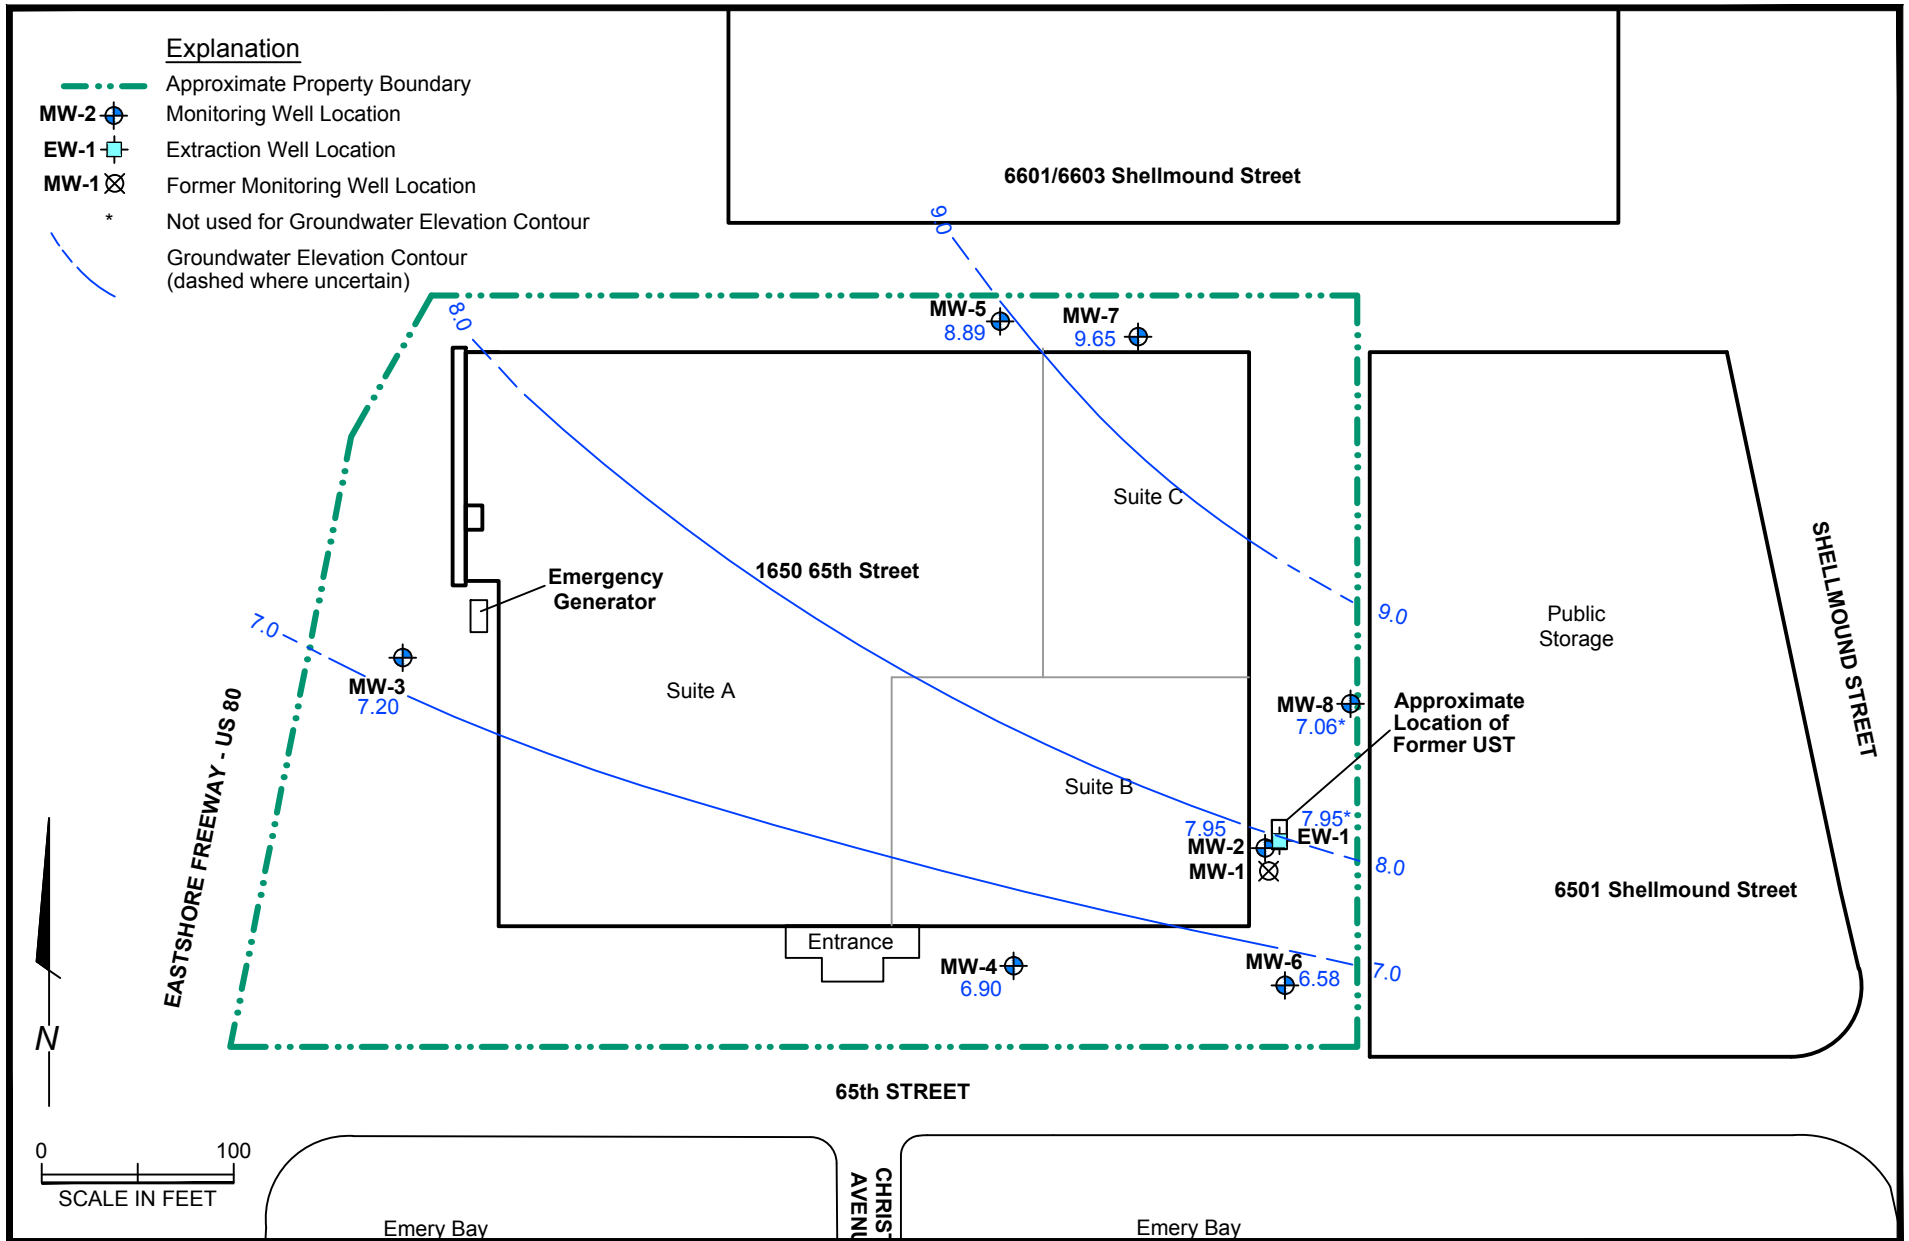 Explanation
Approximate Property Boundary
MW-2 Monitoring Well Location
EW-1 Extraction Well Location
MW-1 Former Monitoring Well Location
* Not used for Groundwater Elevation Contour
Groundwater Elevation Contour
(dashed where uncertain)
6601/6603 Shellmound Street
9.0
8.0
MW-5
8.89
MW-7
9.65
Suite C
1650 65th Street
Emergency
Generator
7.0
MW-3
7.20
Suite A
9.0
Public
Storage
SHELLMOUND STREET
MW-8
7.06*
Approximate
Location of
Former UST
EASTSHORE FREEWAY - US 80
Suite B
7.95
7.95*
EW-1
MW-2
MW-1
8.0
6501 Shellmound Street
Entrance
MW-4
6.90
MW-6
6.58
7.0
N
65th STREET
0 100
SCALE IN FEET
CHRIST
AVENU
Emery Bay
Emery Bay